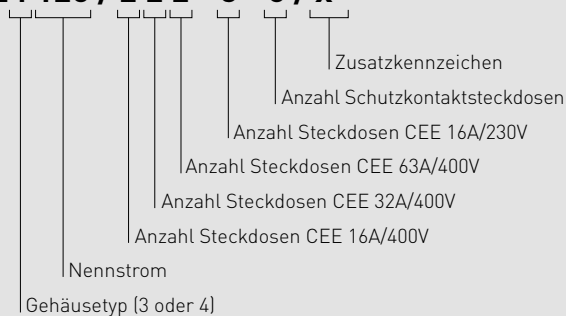 Zusatzkennzeichen
Anzahl Schutzkontaktsteckdosen
Anzahl Steckdosen CEE 16A/230V
Anzahl Steckdosen CEE 63A/400V
Anzahl Steckdosen CEE 32A/400V
Anzahl Steckdosen CEE 16A/400V
Nennstrom
Gehäusetyp (3 oder 4)